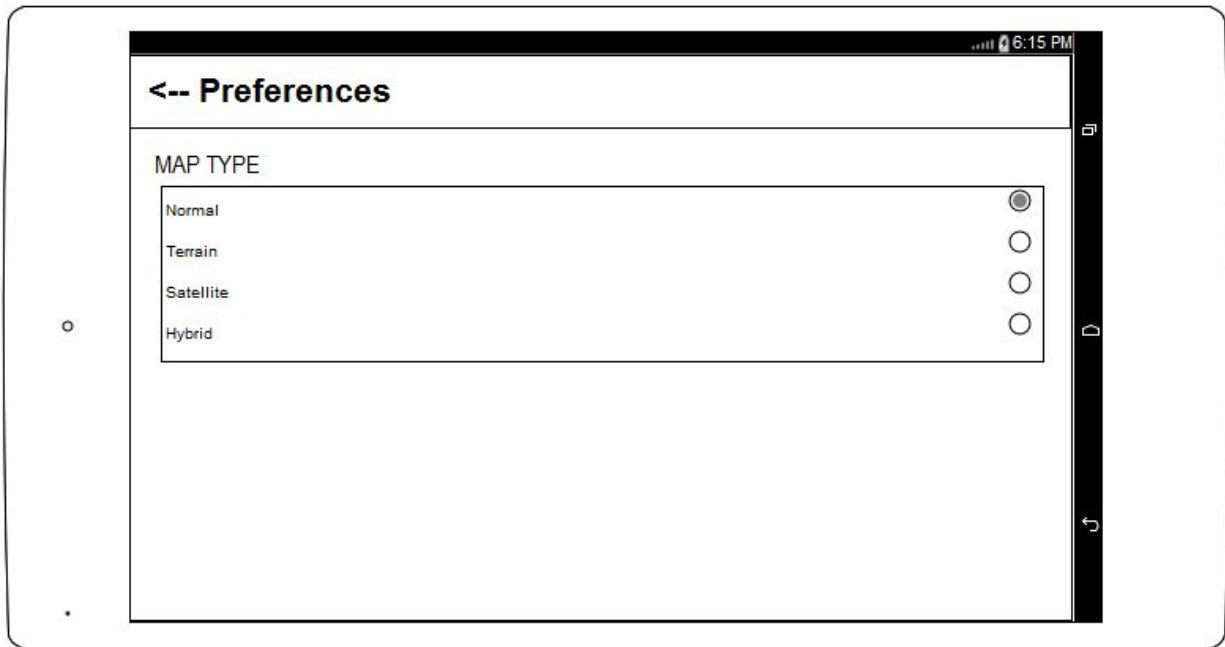 6:15 PM
<-- Preferences
MAP TYPE
Normal
Terrain
Satellite
Hybrid